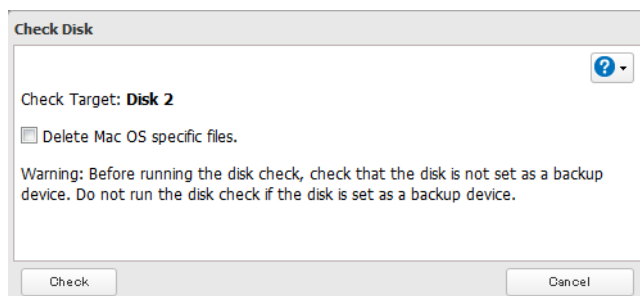 Check Disk
?
Check Target: Disk 2
Delete Mac OS specific files.
Warning: Before running the disk check, check that the disk is not set as a backup
device. Do not run the disk check if the disk is set as a backup device.
Check
Cancel